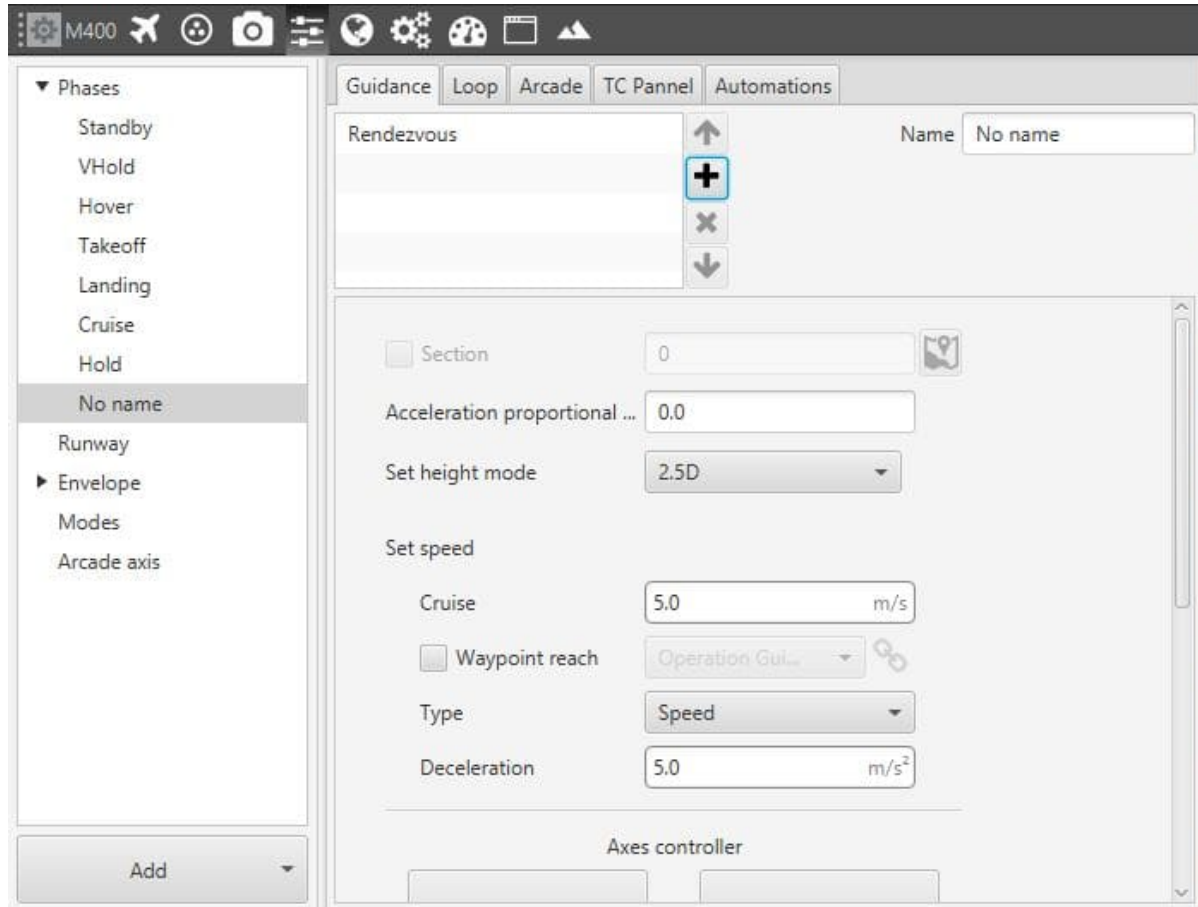 M400
Phases
Standby
VHold
Hover
Takeoff
Landing
Cruise
Hold
No name
Runway
Envelope
Modes
Arcade axis
Add
Guidance Loop Arcade TC Pannel Automations
Rendezvous
Name No name
Section 0
Acceleration proportional ... 0.0
Set height mode 2.5D
Set speed
Cruise 5.0 m/s
Waypoint reach Operation Gui...
Type Speed
Deceleration 5.0 m/s²
Axes controller